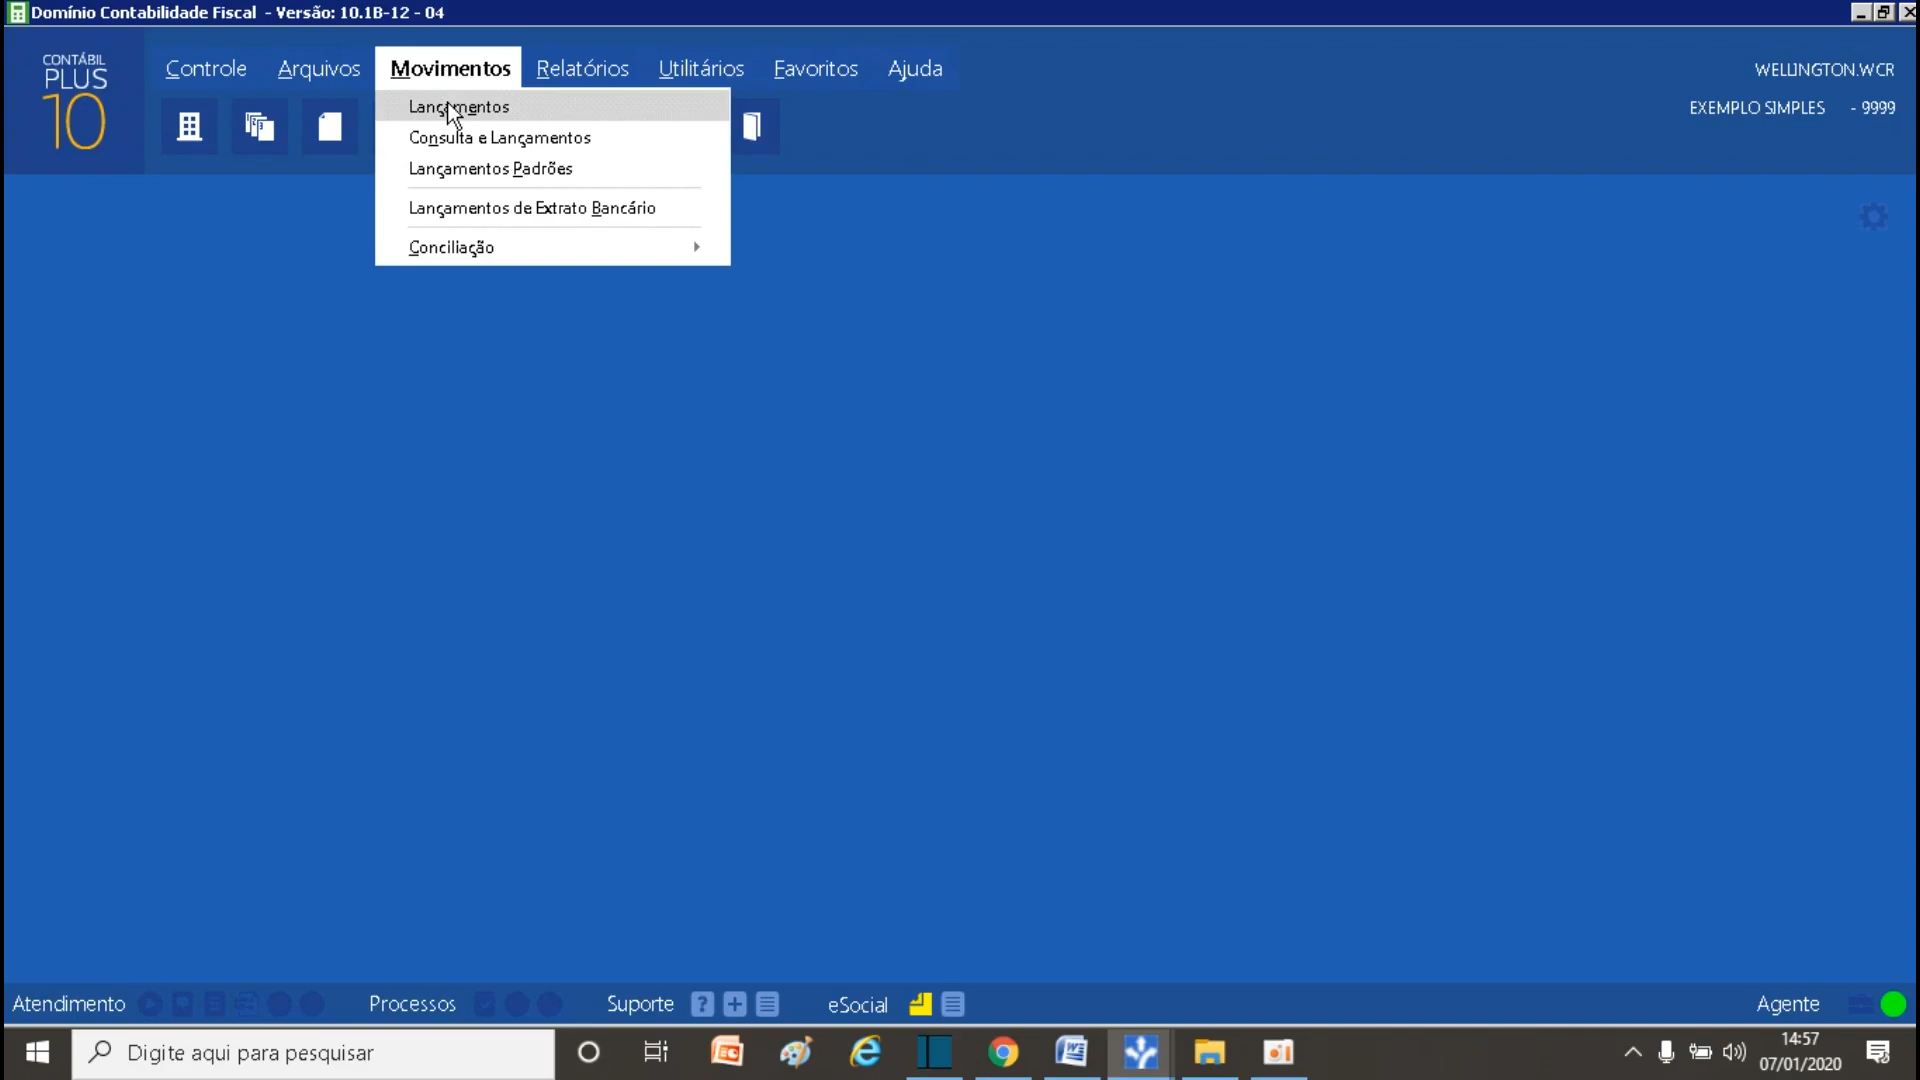 Domínio Contabilidade Fiscal - Versão: 10.1B-12 - 04
CONTÁBIL
PLUS
10
Controle Arquivos Movimentos Relatórios Utilitários Favoritos Ajuda
WELLINGTON.WCR
EXEMPLO SIMPLES - 9999
Lançamentos
Consulta e Lançamentos
Lançamentos Padrões
Lançamentos de Extrato Bancário
Conciliação
Atendimento Processos Suporte eSocial Agente
Digite aqui para pesquisar
14:57
07/01/2020